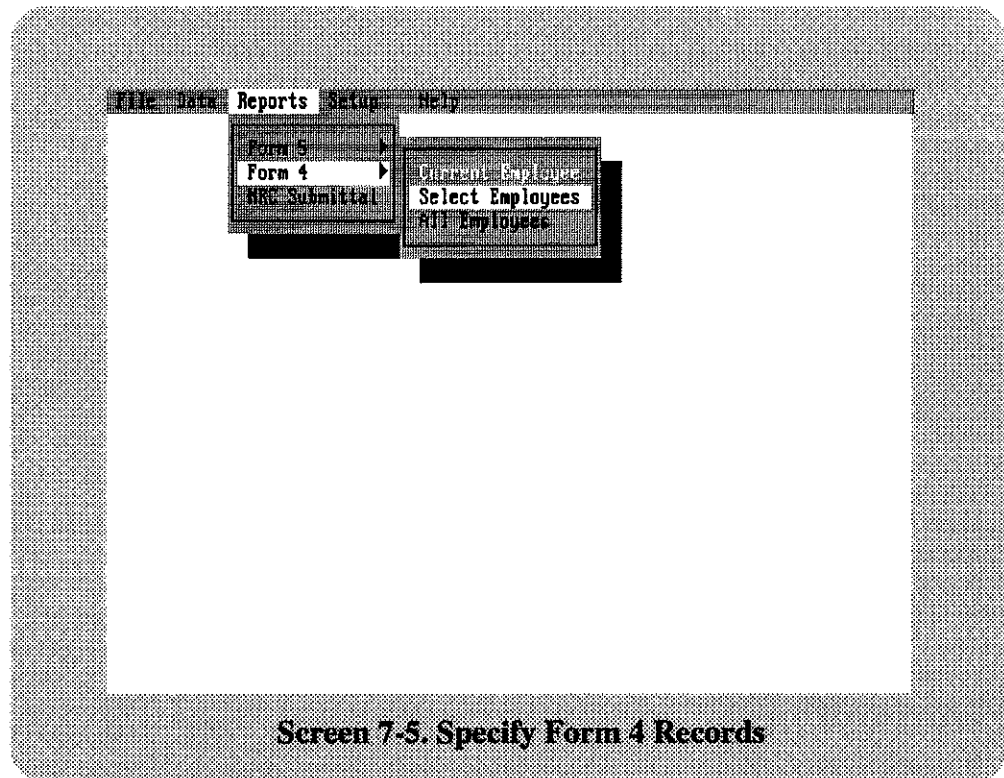 File Data Reports Setup Help
Form 5
Form 4
NRC Submittal
Current Employee
Select Employees
All Employees
Screen 7-5. Specify Form 4 Records